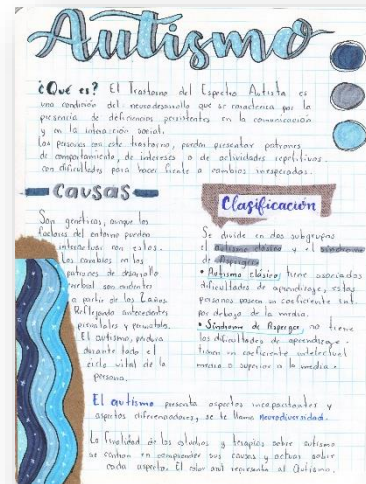 Autismo
¿Qué es? El Trastorno del Espectro Autista es
una condición del neurodesarrollo que se caracteriza por la
presencia de deficiencias persistentes en la comunicación
y en la interacción social.
Las personas con este trastorno, pueden presentar patrones
de comportamiento, de intereses o de actividades repetitivas
con dificultades para hacer frente a cambios inesperados.
Causas
Son genéticas, aunque los
factores del entorno pueden
interactuar con estos.
Los cambios en los
patrones de desarrollo
verbal son evidentes
a partir de los 2 años
Reflejando antecedentes
prenatales y perinatales.
El autismo, perdura
durante todo el
ciclo vital de la
persona.
Clasificación
Se divide en dos subgrupos
el autismo clásico y el síndrome
de Asperger
• Autismo clásico: tiene asociadas
dificultades de aprendizaje, estas
personas poseen un coeficiente int.
por debajo de la media.
• Síndrome de Asperger, no tiene
las dificultades de aprendizaje -
tienen un coeficiente intelectual
medio o superior a la media.
El autismo presenta aspectos incapacitantes y
aspectos diferenciadores, se le llama neurodiversidad.
La finalidad de los estudios y terapias sobre autismo
se centran en comprender sus causas y actuar sobre
cada aspecto. El color azul representa al Autismo.